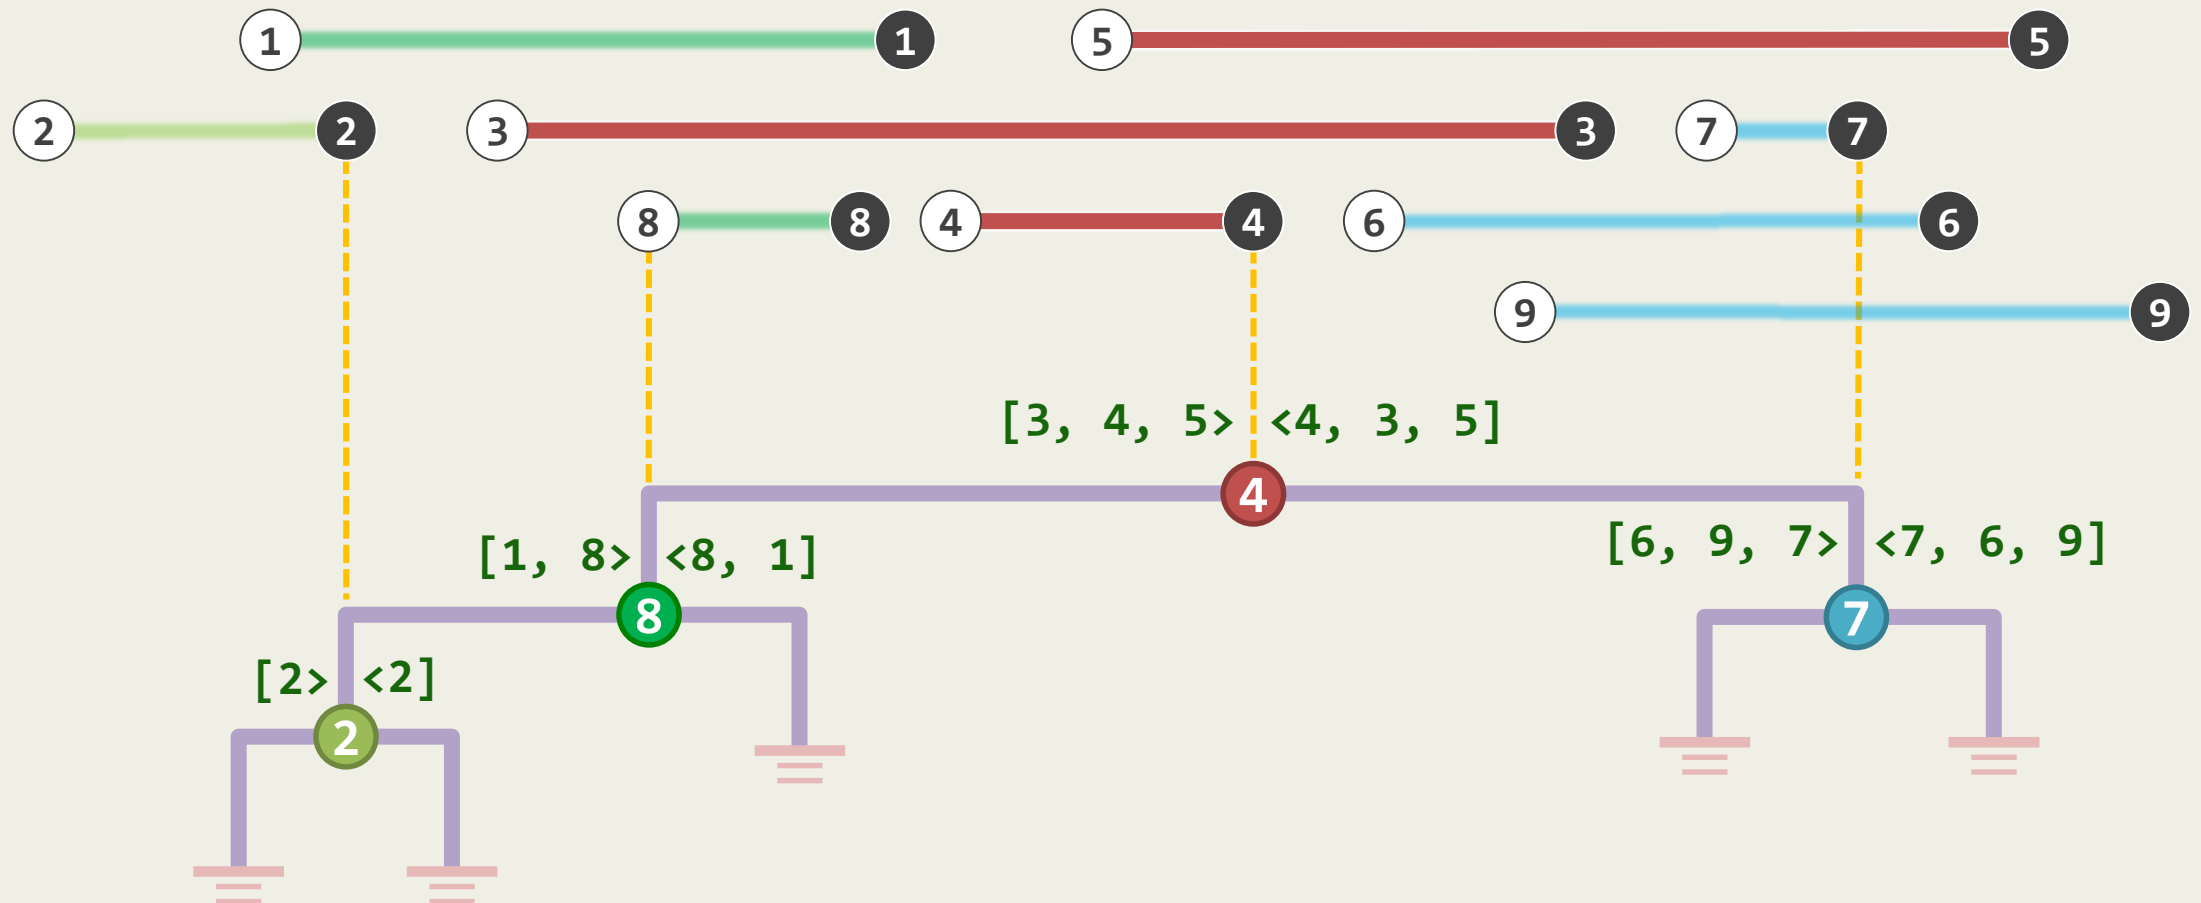 1 1 5 5
2 2 3 3 7 7
8 8 4 4 6 6
9 9
[3, 4, 5> <4, 3, 5]
4
[1, 8> <8, 1] [6, 9, 7> <7, 6, 9]
8 7
[2> <2]
2